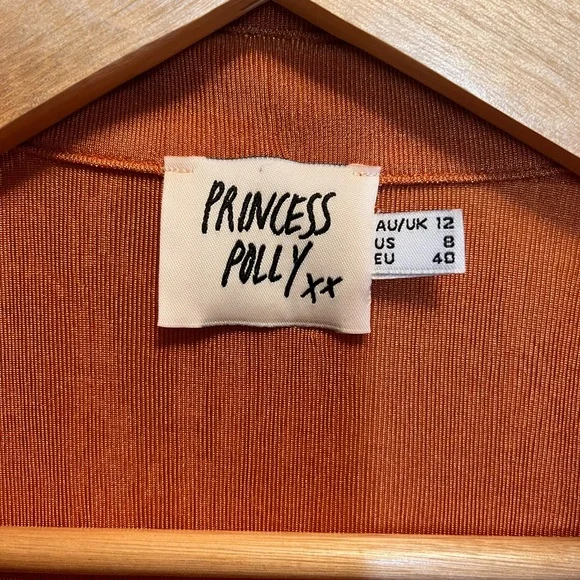 PRINCESS
POLLY xx
AU/UK 12
US 8
EU 40